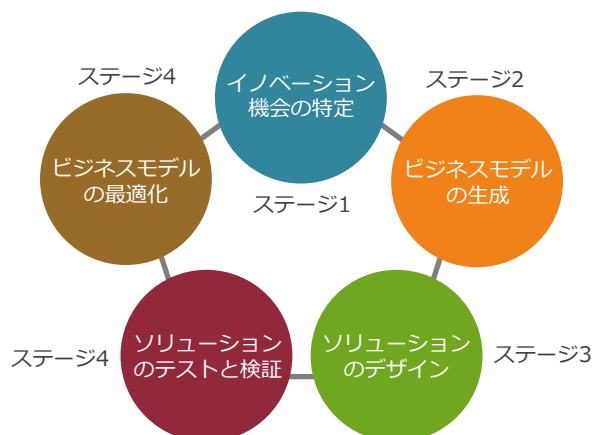 イノベーション
機会の特定
ステージ1
ステージ2
ビジネスモデル
の生成
ソリューション
のデザイン
ステージ3
ソリューション
のテストと検証
ステージ4
ステージ4
ビジネスモデル
の最適化